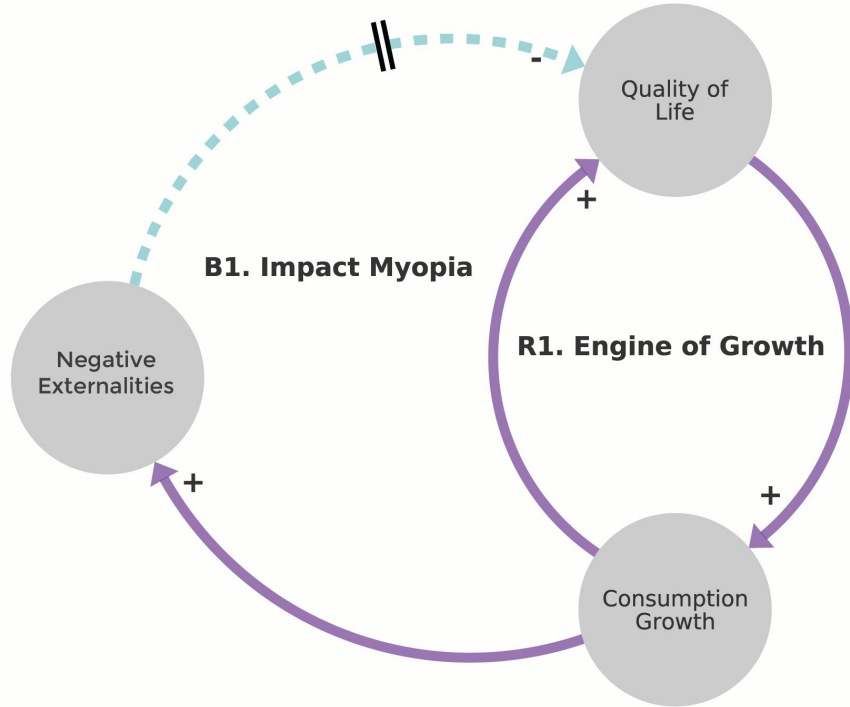 Quality of
Life
-
+
B1. Impact Myopia
R1. Engine of Growth
Negative
Externalities
+
+
Consumption
Growth